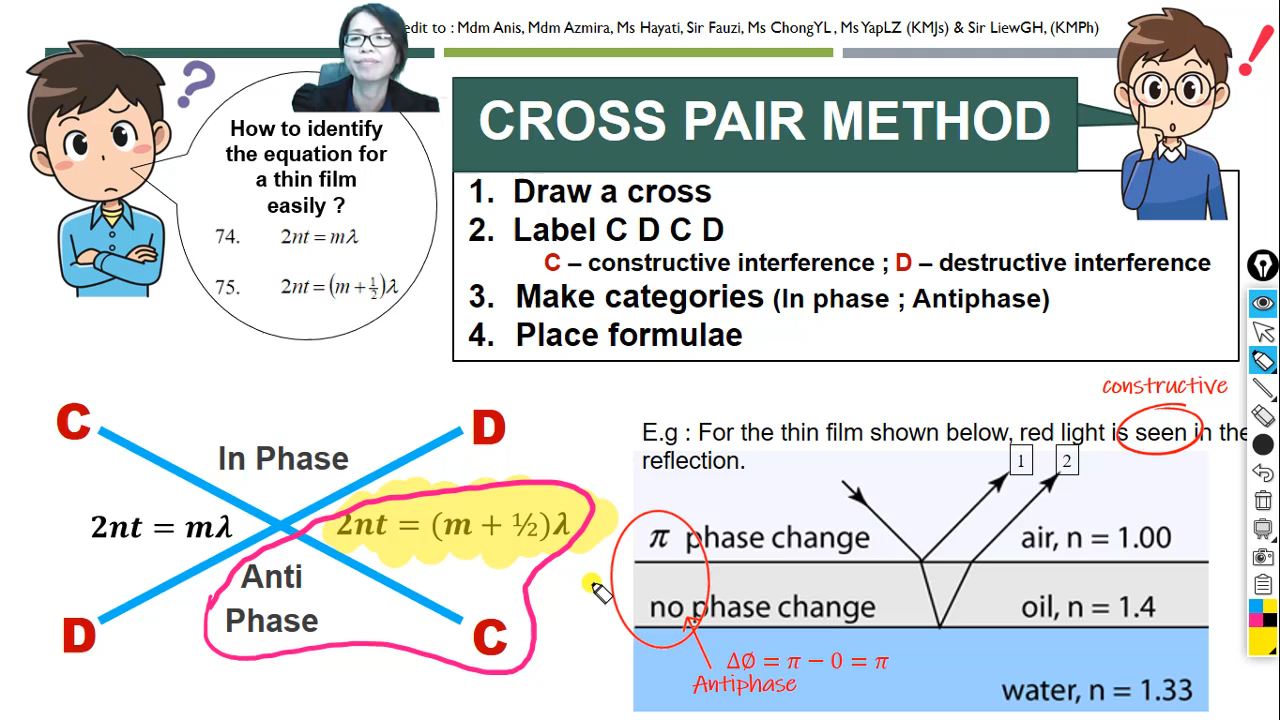 edit to : Mdm Anis, Mdm Azmira, Ms Hayati, Sir Fauzi, Ms ChongYL , Ms YapLZ (KMJs) & Sir LiewGH, (KMPh)
How to identify
the equation for
a thin film
easily ?
74. 2nt = mλ
75. 2nt = (m + ½)λ
CROSS PAIR METHOD
1. Draw a cross
2. Label C D C D
C – constructive interference ; D – destructive interference
3. Make categories (In phase ; Antiphase)
4. Place formulae
C
D
In Phase
2nt = mλ
2nt = (m + ½)λ
Anti
Phase
D
C
constructive
E.g : For the thin film shown below, red light is seen in the
reflection.
1
2
π phase change
air, n = 1.00
no phase change
oil, n = 1.4
ΔØ = π − 0 = π
Antiphase
water, n = 1.33